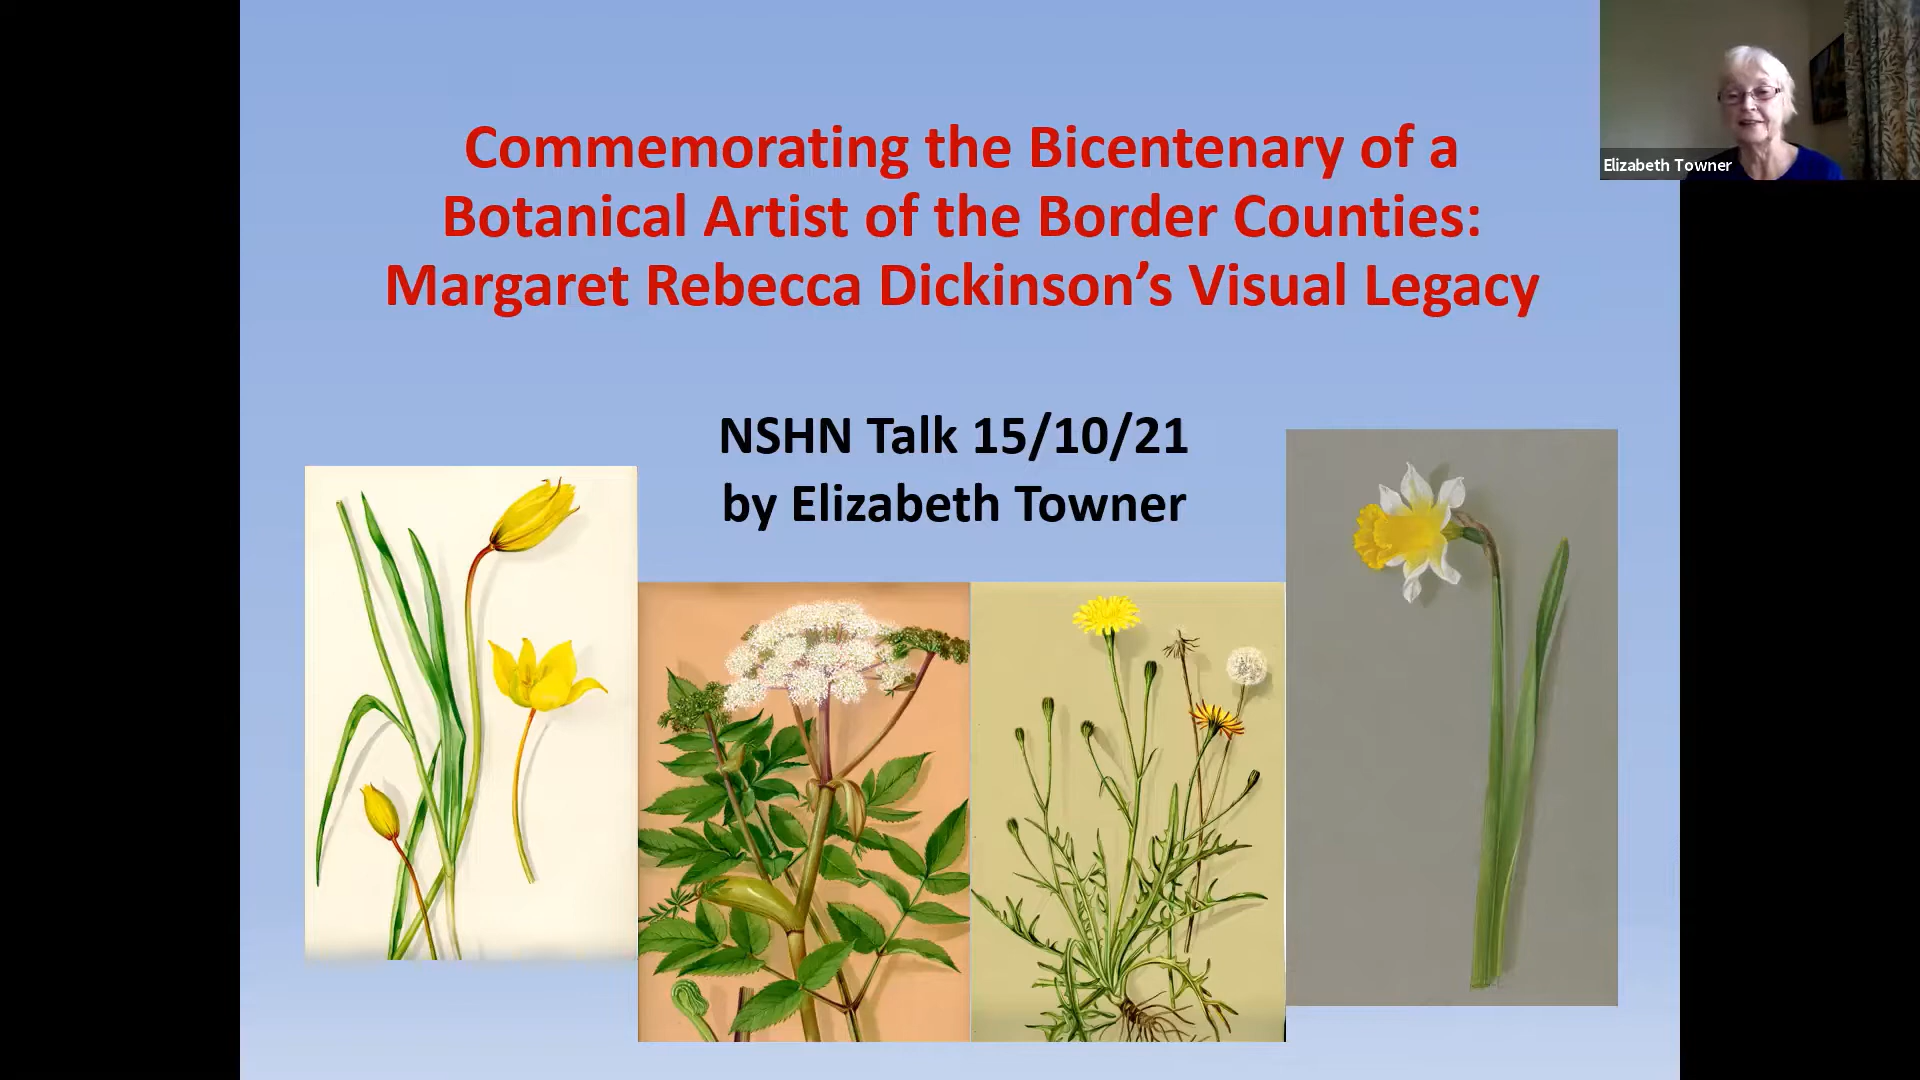 Commemorating the Bicentenary of a
Botanical Artist of the Border Counties:
Margaret Rebecca Dickinson’s Visual Legacy
NSHN Talk 15/10/21
by Elizabeth Towner
Elizabeth Towner